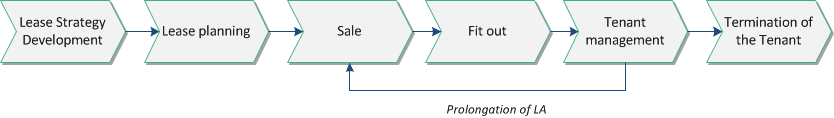 Lease Strategy
Development
Lease planning
Sale
Fit out
Tenant
management
Termination of
the Tenant
Prolongation of LA